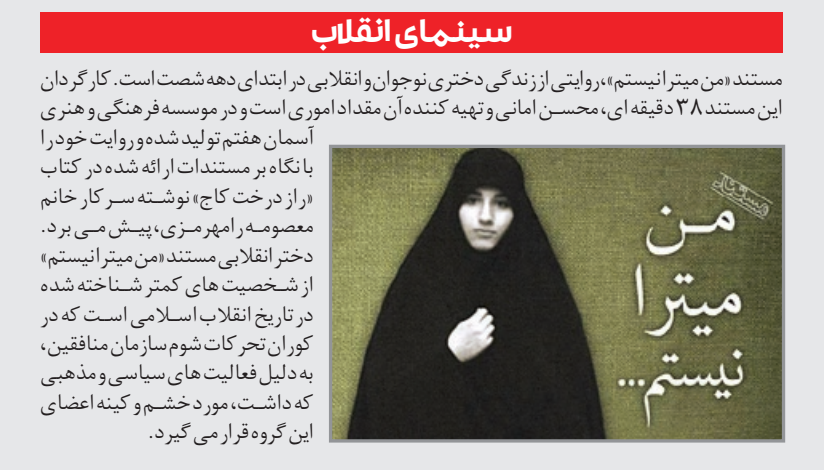 سینمای انقلاب
مستند «من میترا نیستم»، روایتی از زندگی دختری نوجوان و انقلابی در ابتدای دهه شصت است. کارگردان
این مستند ۳۸ دقیقه ای، محسن امانی و تهیه کننده آن مقداد اموری است و در موسسه فرهنگی و هنری
آسمان هفتم تولید شده و روایت خود را
با نگاه بر مستندات ارائه شده در کتاب
«راز درخت کاج» نوشته سرکار خانم
معصومه رامهرمزی، پیش می برد.
دختر انقلابی مستند «من میترا نیستم»
از شخصیت های کمتر شناخته شده
در تاریخ انقلاب اسلامی است که در
کوران تحرکات شوم سازمان منافقین،
به دلیل فعالیت های سیاسی و مذهبی
که داشت، مورد خشم و کینه اعضای
این گروه قرار می گیرد.
مستند
من
میترا
نیستم...